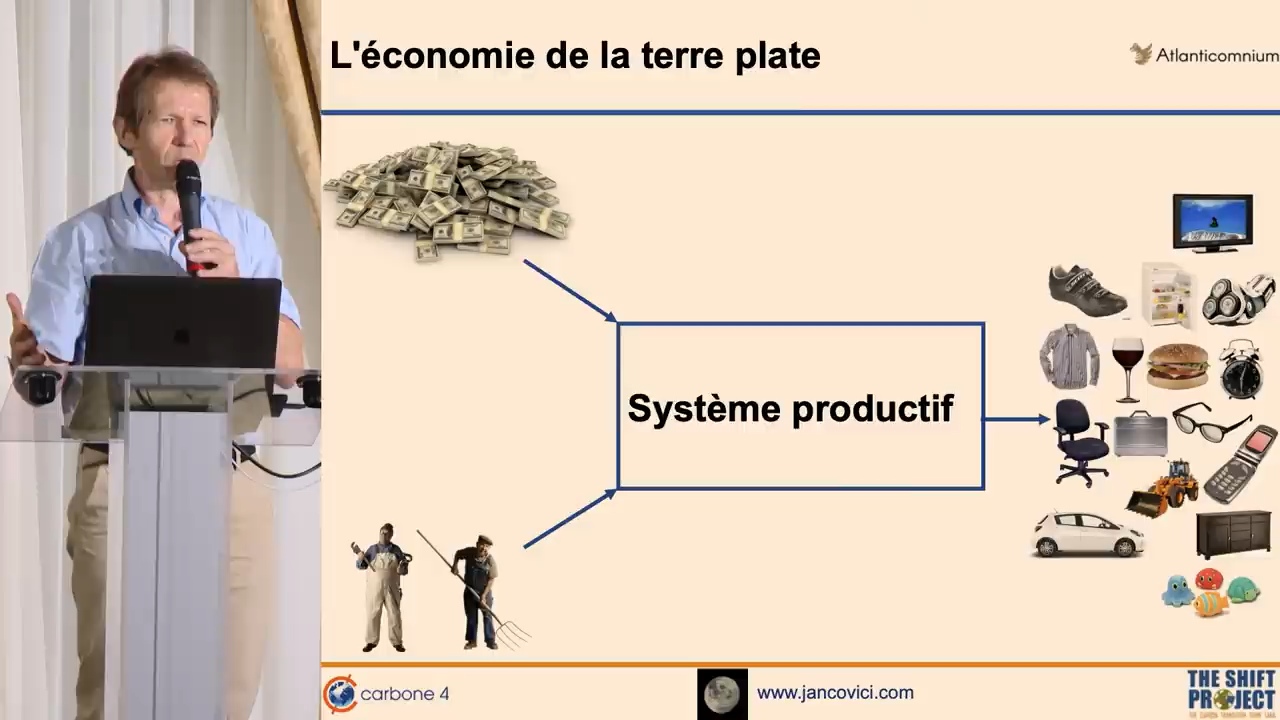 L'économie de la terre plate
Atlanticomnium
Système productif
carbone 4
www.jancovici.com
THE SHIFT
PROJECT